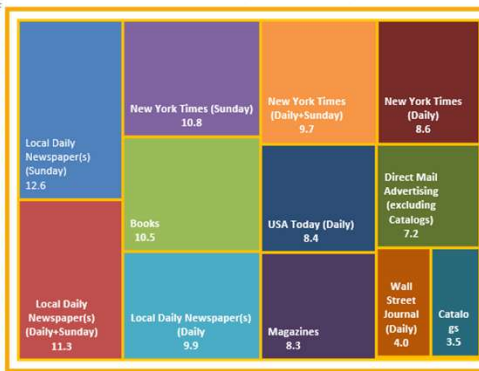 Local Daily
Newspaper(s)
(Sunday)
12.6
Local Daily
Newspaper(s)
(Daily+Sunday)
11.3
New York Times (Sunday)
10.8
Books
10.5
Local Daily Newspaper(s)
(Daily
9.9
New York Times
(Daily+Sunday)
9.7
USA Today (Daily)
8.4
Magazines
8.3
New York Times
(Daily)
8.6
Direct Mail
Advertising
(excluding
Catalogs)
7.2
Wall
Street
Journal
(Daily)
4.0
Catalo
gs
3.5